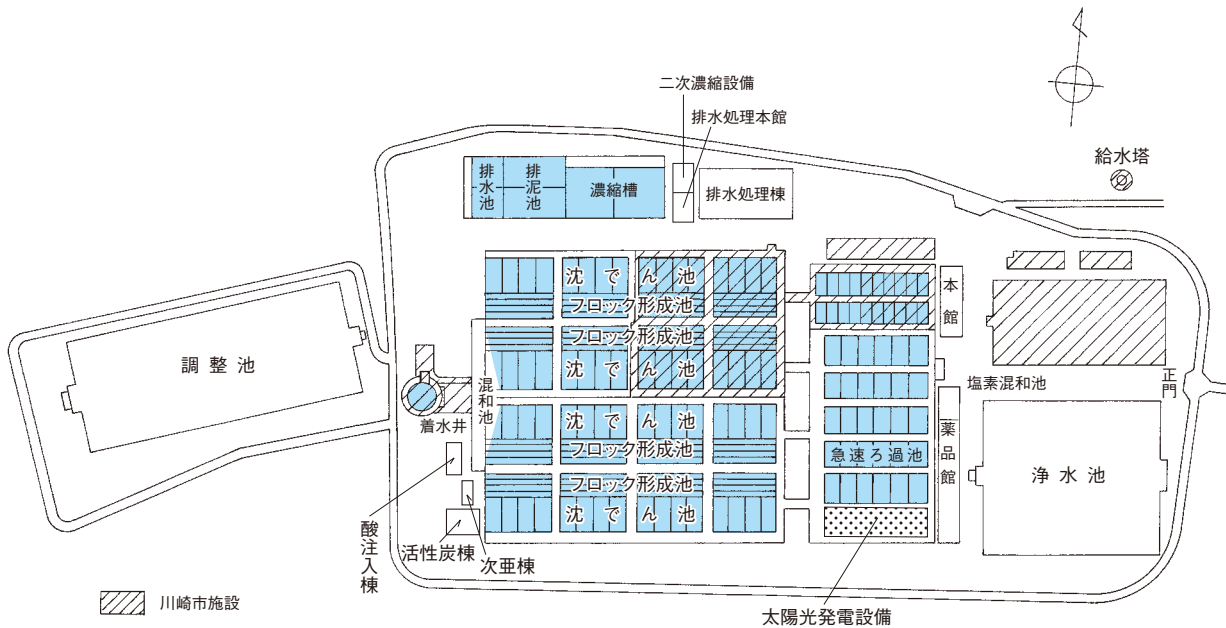 二次濃縮設備
排水処理本館
給水塔
排水池
排泥池
濃縮槽
排水処理棟
沈でん池
フロック形成池
フロック形成池
沈でん池
本館
調整池
混和池
着水井
塩素混和池
正門
沈でん池
フロック形成池
フロック形成池
沈でん池
急速ろ過池
薬品館
浄水池
酸注入棟
活性炭棟
次亜棟
川崎市施設
太陽光発電設備